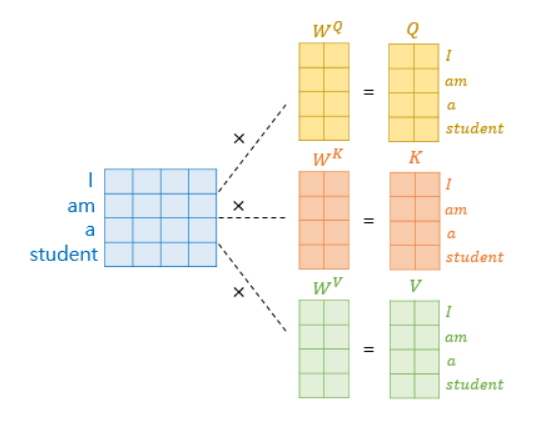 W^Q Q
I
am
× = a
student
W^K K
I I
× am
am = a
a student
student
W^V V
× I
am
= a
student